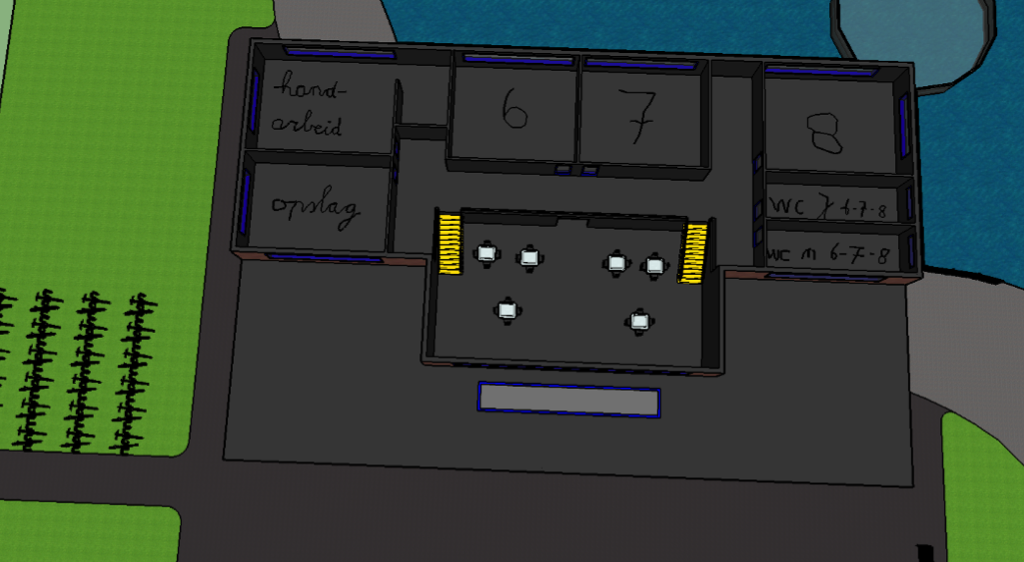 hand-
arbeid
6
7
8
opslag
WC j 6-7-8
WC m 6-7-8